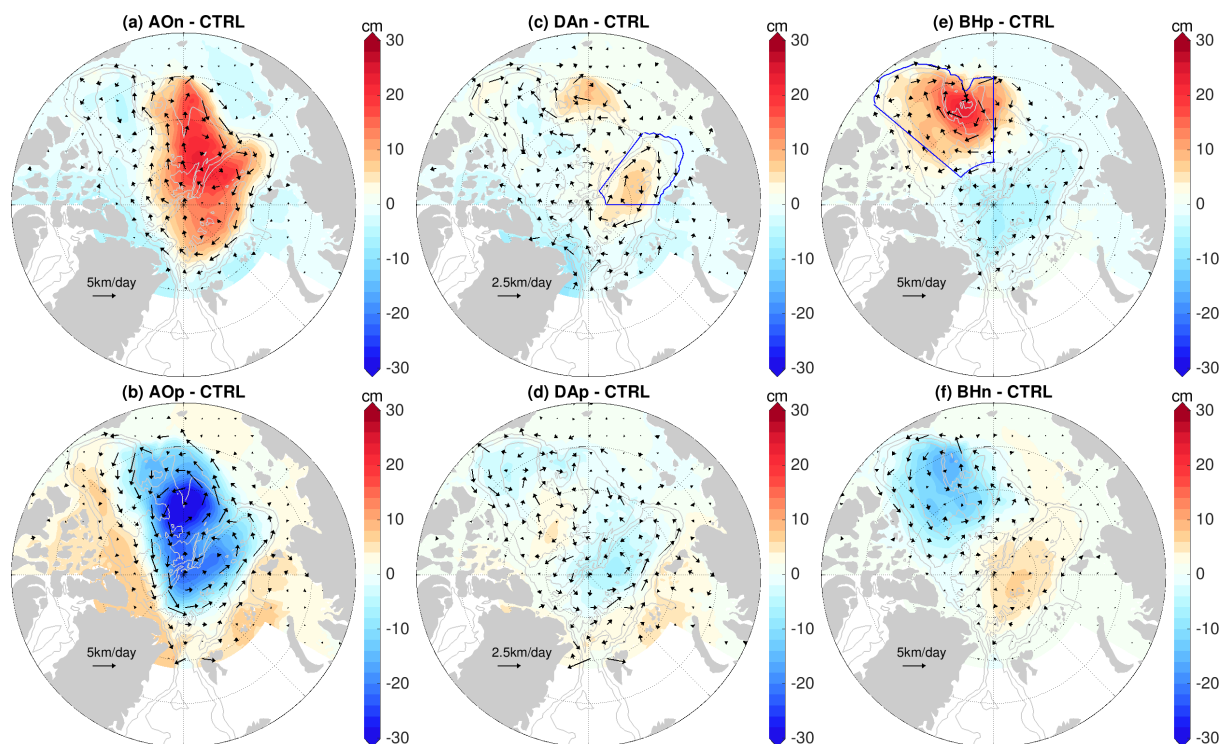 (a) AOn - CTRL
cm
30
20
10
0
-10
-20
-30
5km/day
(c) DAn - CTRL
cm
30
20
10
0
-10
-20
-30
2.5km/day
(e) BHp - CTRL
cm
30
20
10
0
-10
-20
-30
5km/day
(b) AOp - CTRL
cm
30
20
10
0
-10
-20
-30
5km/day
(d) DAp - CTRL
cm
30
20
10
0
-10
-20
-30
2.5km/day
(f) BHn - CTRL
cm
30
20
10
0
-10
-20
-30
5km/day